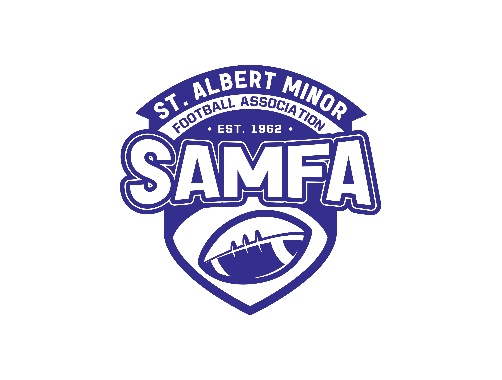 ST. ALBERT MINOR
FOOTBALL ASSOCIATION
• EST. 1962 •
SAMFA